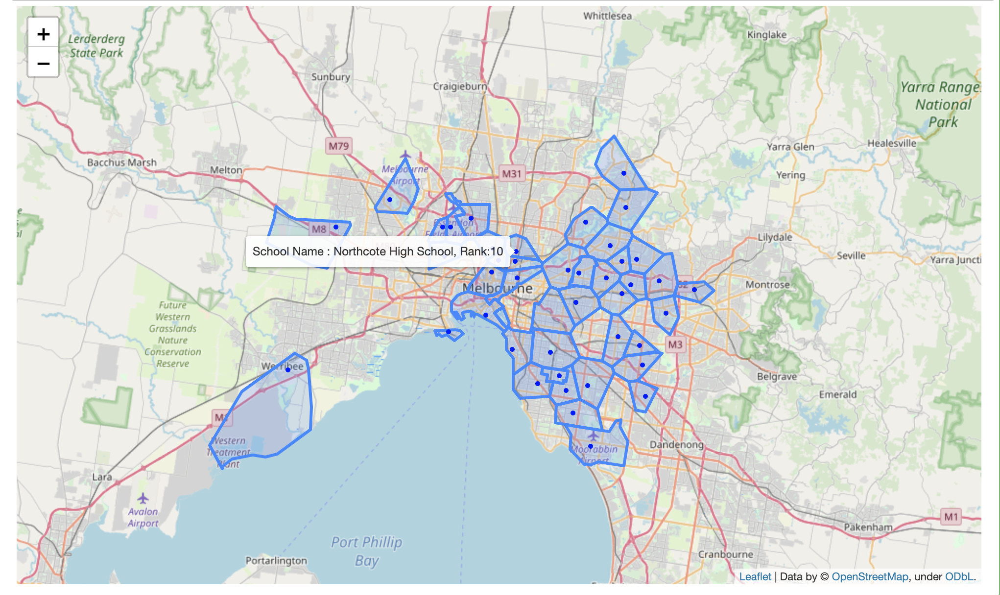 +
−
Lerderderg
State Park
Whittlesea
Kinglake
Sunbury
Craigieburn
Yarra Ranges
National
Park
M79
Yarra Glen
Healesville
Bacchus Marsh
Melton
Melbourne
Airport
M31
Yering
M8
Essendon
Fields Airport
Lilydale
School Name : Northcote High School, Rank:10
Seville
Yarra Juncti
Melbourne
Montrose
Future
Western
Grasslands
Nature
Conservation
Reserve
M3
Werribee
Belgrave
Emerald
M1
Western
Treatment
Plant
Dandenong
Moorabbin
Airport
Lara
Avalon
Airport
M1
Pakenham
Port Phillip
Bay
Cranbourne
Portarlington
Leaflet | Data by © OpenStreetMap, under ODbL.